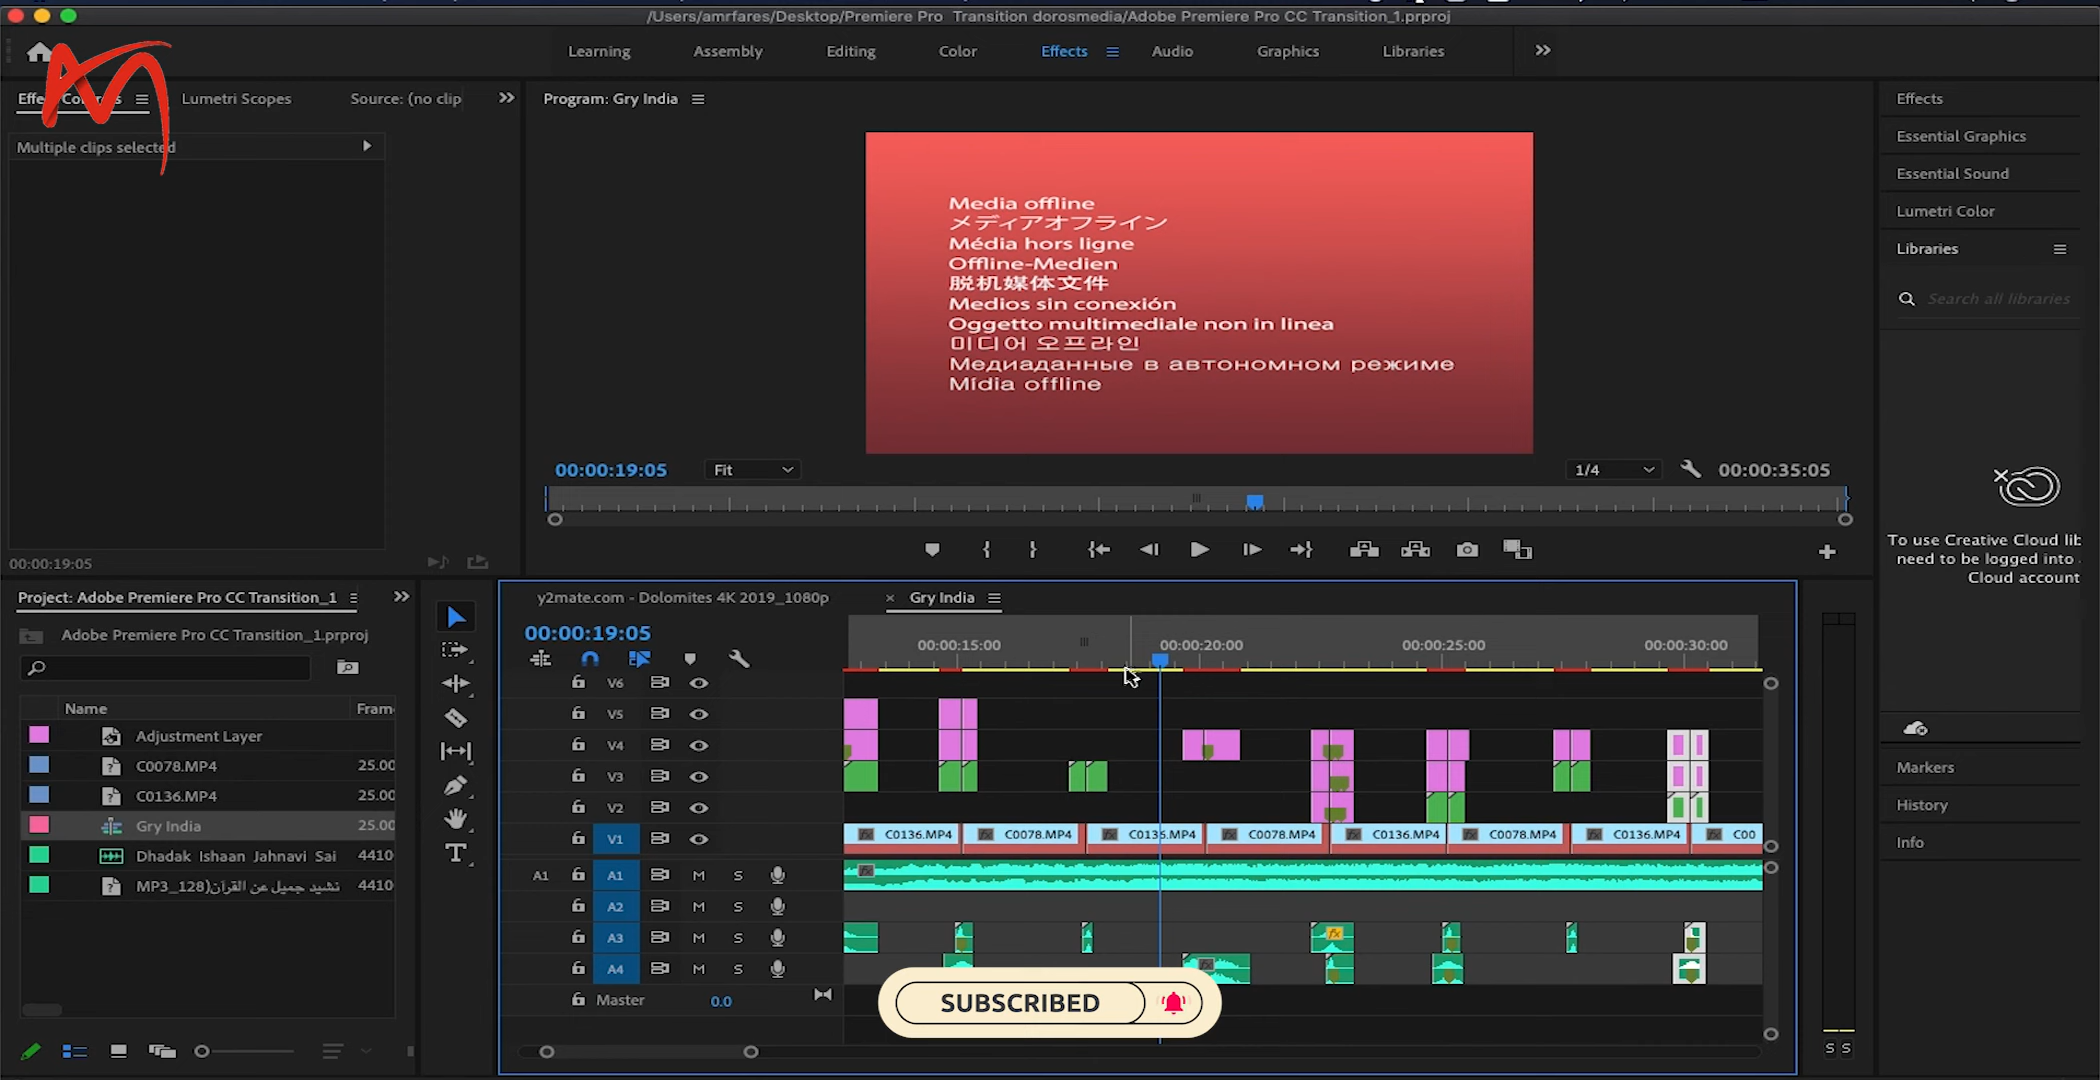 /Users/amrfares/Desktop/Premiere Pro Transition dorosmedia/Adobe Premiere Pro CC Transition_1.prproj
Learning Assembly Editing Color Effects Audio Graphics Libraries
Lumetri Scopes Source: (no clip
Multiple clips selected
00:00:19:05
Program: Gry India
Media offline
メディアオフライン
Média hors ligne
Offline-Medien
脱机媒体文件
Medios sin conexión
Oggetto multimediale non in linea
미디어 오프라인
Медиаданные в автономном режиме
Mídia offline
00:00:19:05 Fit 1/4 00:00:35:05
Effects
Essential Graphics
Essential Sound
Lumetri Color
Libraries
Search all libraries
To use Creative Cloud lib
need to be logged into
Cloud account
Markers
History
Info
Project: Adobe Premiere Pro CC Transition_1
Adobe Premiere Pro CC Transition_1.prproj
Name Fram
Adjustment Layer
C0078.MP4 25.00
C0136.MP4 25.00
Gry India 25.00
Dhadak Ishaan Jahnavi Sai 4410
نشيد جميل عن القرآن(MP3_128 4410
y2mate.com - Dolomites 4K 2019_1080p
× Gry India
00:00:19:05
00:00:15:00 00:00:20:00 00:00:25:00 00:00:30:00
V6
V5
V4
V3
V2
V1 C0136.MP4 C0078.MP4 C0136.MP4 C0078.MP4 C0136.MP4 C0078.MP4 C0136.MP4 C00
A1 A1 M S
A2 M S
A3 M S
A4 M S
Master 0.0
SUBSCRIBED
S S